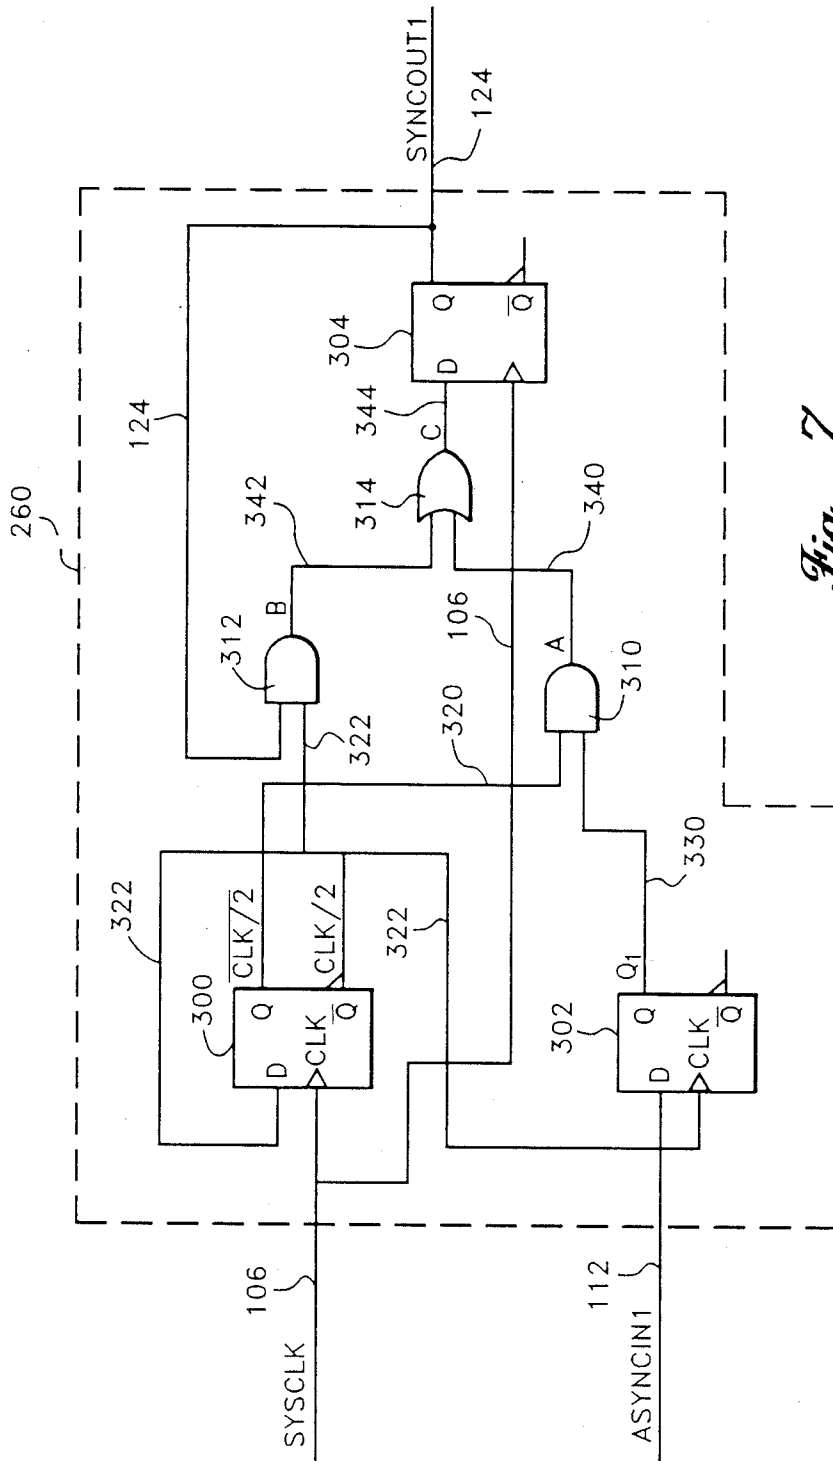 260
124
SYNCOUT1
124
322
300
D
Q
CLK
Q̅
C̅L̅K̅/̅2̅
CLK/2
322
312
B
342
314
C
344
304
D
Q
Q̅
SYSCLK
106
322
320
106
A
310
340
302
D
Q
Q1
CLK
Q̅
330
ASYNCIN1
112
Fig. 7